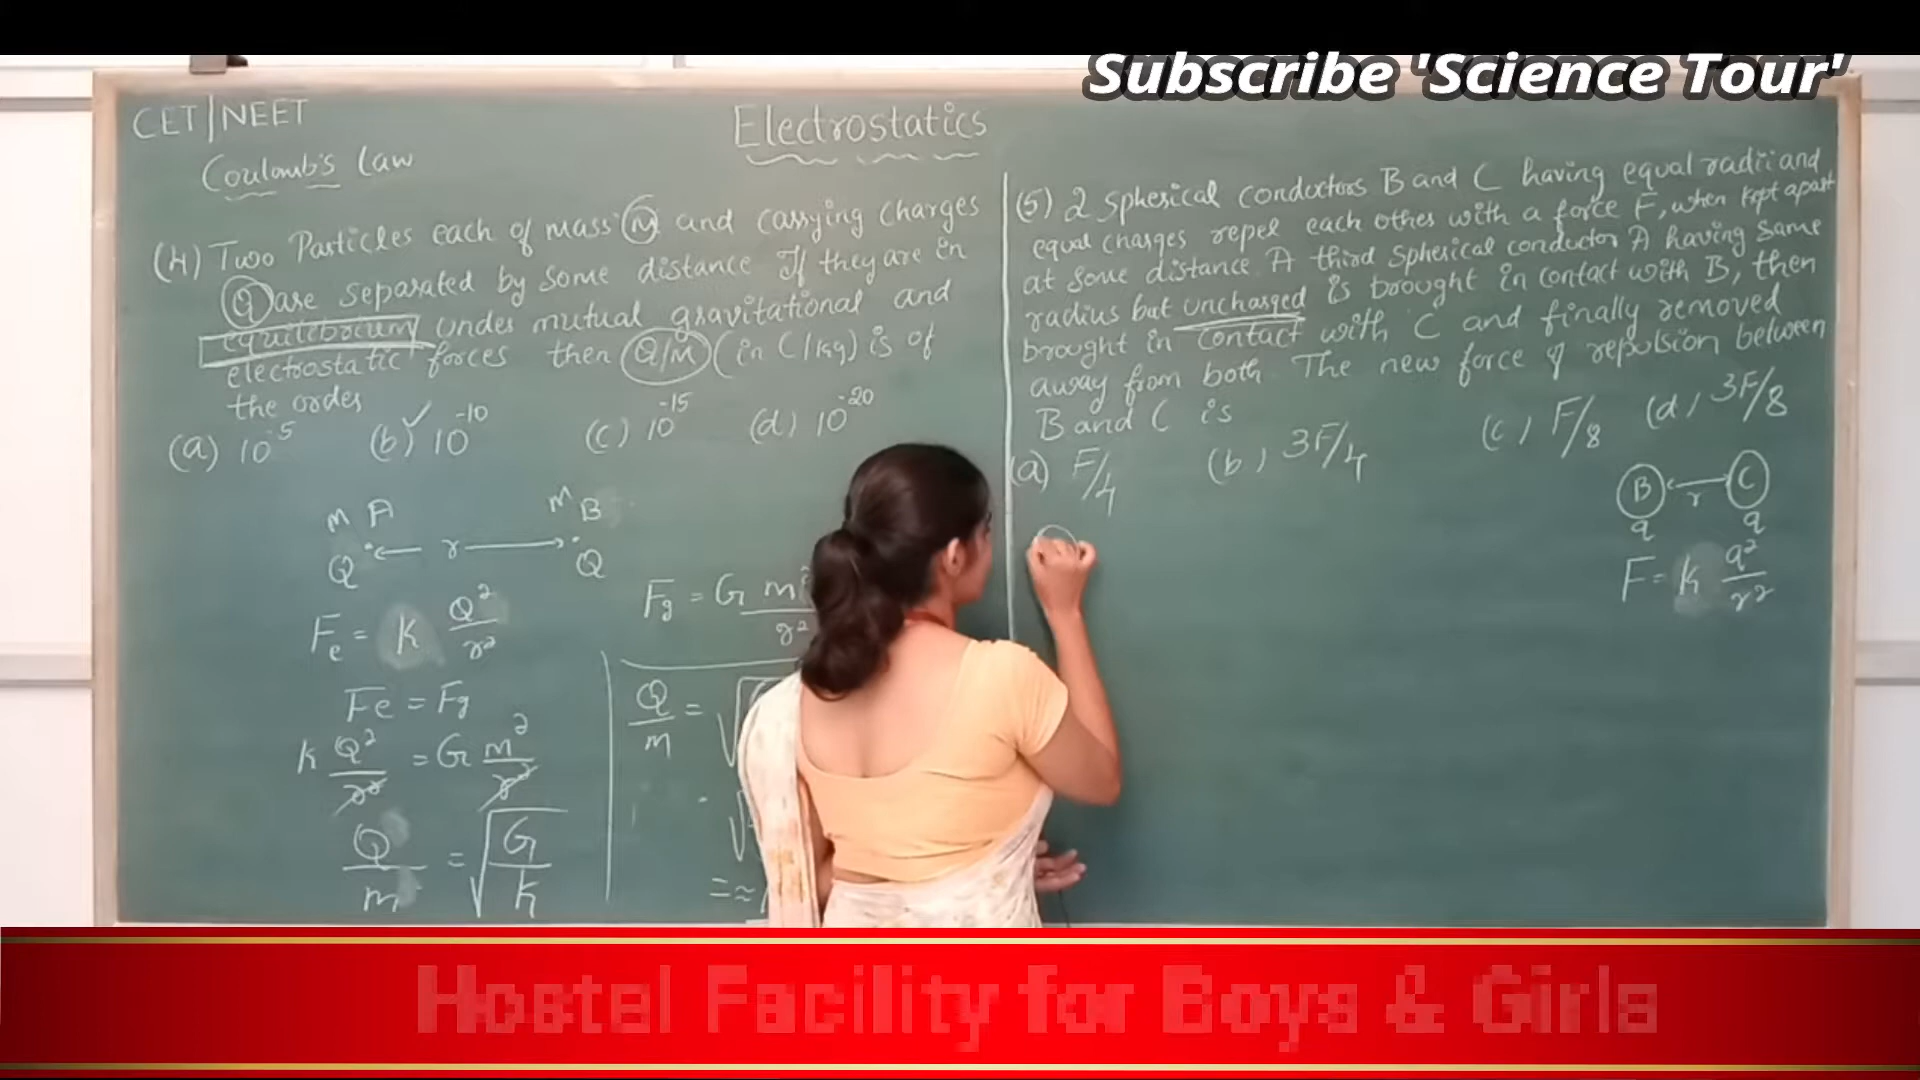 Subscribe 'Science Tour'
CET/NEET
Electrostatics
Coulomb's Law
(4) Two Particles each of mass M and carrying charges
Q are separated by some distance If they are in
equilibrium under mutual gravitational and
electrostatic forces then Q/M (in C/kg) is of
the order
(a) 10^-5 (b) ✓ 10^-10 (c) 10^-15 (d) 10^-20
m A m B
Q r Q
Fe = k Q²/r²
Fg = G m
r²
Fe = Fg
k Q²/r² = G m²/r²
Q/m = √G/k
Q/m = √
= ≈
(5) 2 Spherical conductors B and C having equal radii and
equal charges repel each other with a force F, when kept apart
at some distance A third spherical conductor A having same
radius but uncharged is brought in contact with B, then
brought in contact with C and finally removed
away from both. The new force of repulsion between
B and C is
(a) F/4 (b) 3F/4 (c) F/8 (d) 3F/8
B r C
q q
F = k q²/r²
Hostel Facility for Boys & Girls